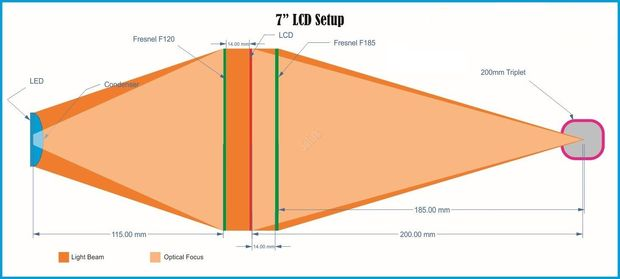 7” LCD Setup
Fresnel F120
14.00 mm
LCD
Fresnel F185
LED
Condenser
200mm Triplet
185.00 mm
115.00 mm
200.00 mm
14.00 mm
Light Beam
Optical Focus